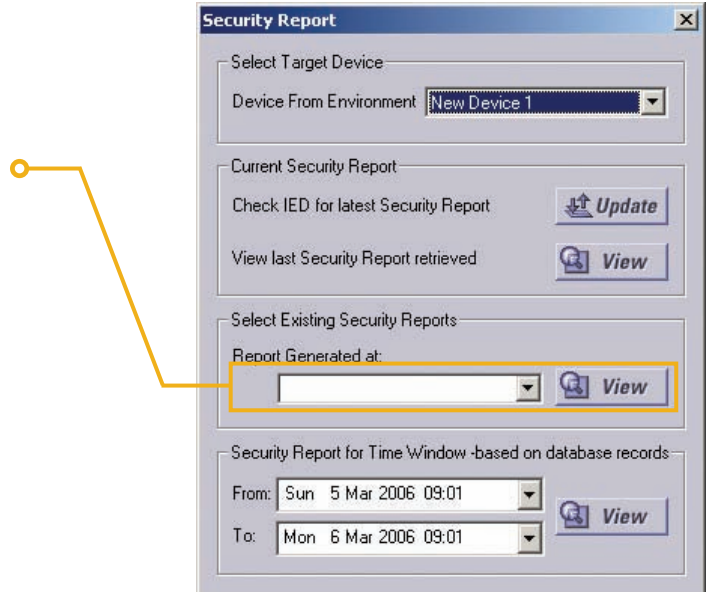 Security Report
Select Target Device
Device From Environment New Device 1
Current Security Report
Check IED for latest Security Report Update
View last Security Report retrieved View
Select Existing Security Reports
Report Generated at:
View
Security Report for Time Window -based on database records
From: Sun 5 Mar 2006 09:01
View
To: Mon 6 Mar 2006 09:01